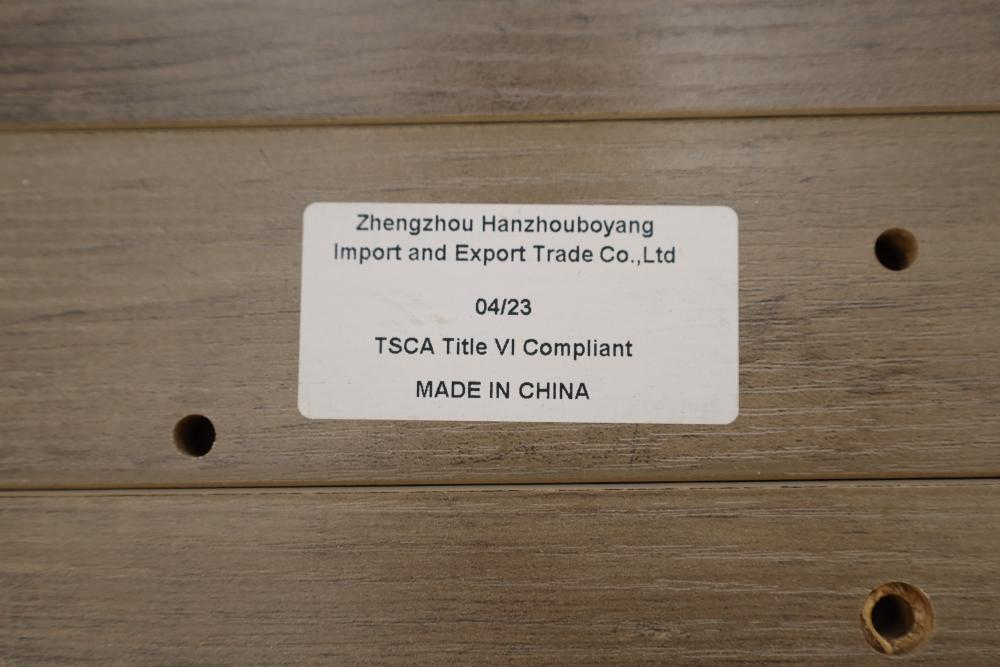 Zhengzhou Hanzhouboyang
Import and Export Trade Co.,Ltd
04/23
TSCA Title VI Compliant
MADE IN CHINA